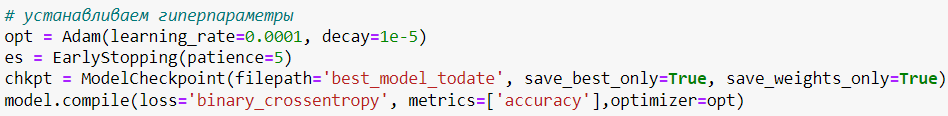 # устанавливаем гиперпараметры
opt = Adam(learning_rate=0.0001, decay=1e-5)
es = EarlyStopping(patience=5)
chkpt = ModelCheckpoint(filepath='best_model_todate', save_best_only=True, save_weights_only=True)
model.compile(loss='binary_crossentropy', metrics=['accuracy'],optimizer=opt)